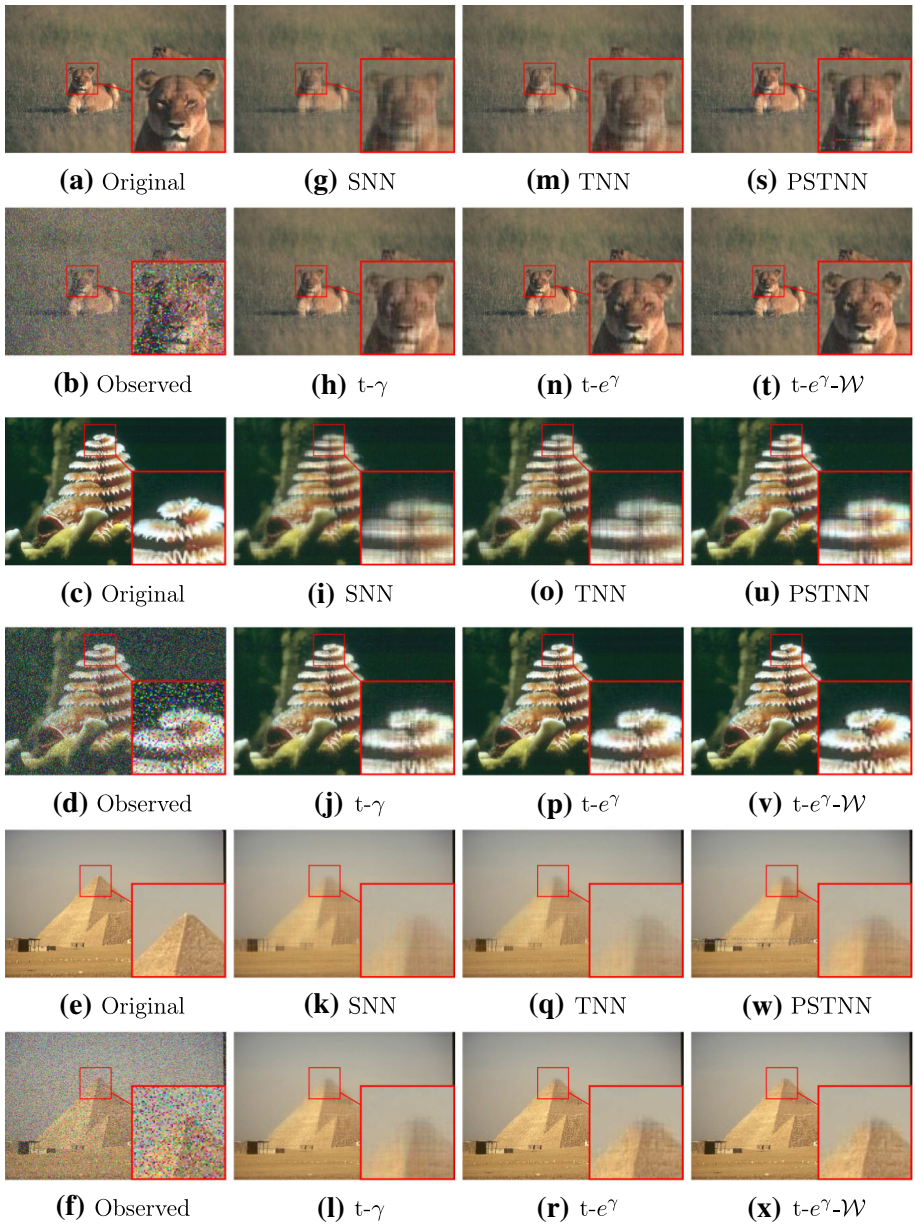 (a) Original (g) SNN (m) TNN (s) PSTNN
(b) Observed (h) t-γ (n) t-e^γ (t) t-e^γ-𝒲
(c) Original (i) SNN (o) TNN (u) PSTNN
(d) Observed (j) t-γ (p) t-e^γ (v) t-e^γ-𝒲
(e) Original (k) SNN (q) TNN (w) PSTNN
(f) Observed (l) t-γ (r) t-e^γ (x) t-e^γ-𝒲